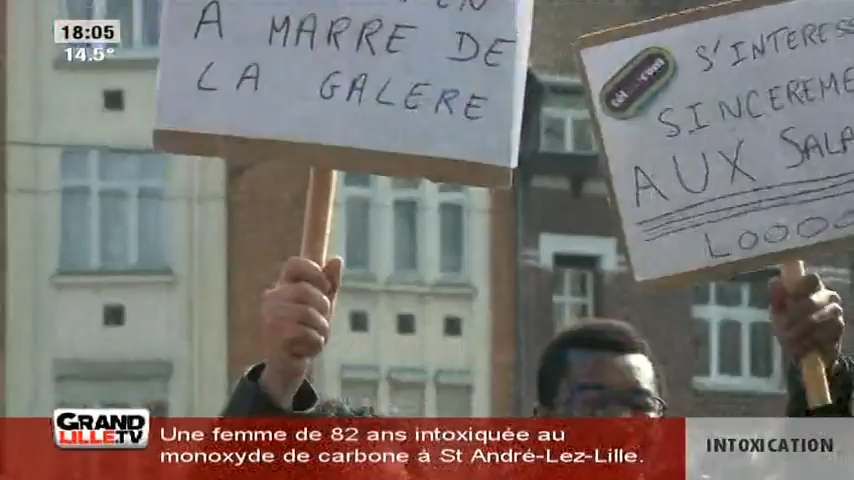 18:05
14.5°
A MARRE DE
LA GALERE
S'INTERESS
SINCEREME
AUX SALA
LOOOO
GRAND
LILLE.TV
Une femme de 82 ans intoxiquée au
monoxyde de carbone à St André-Lez-Lille.
INTOXICATION